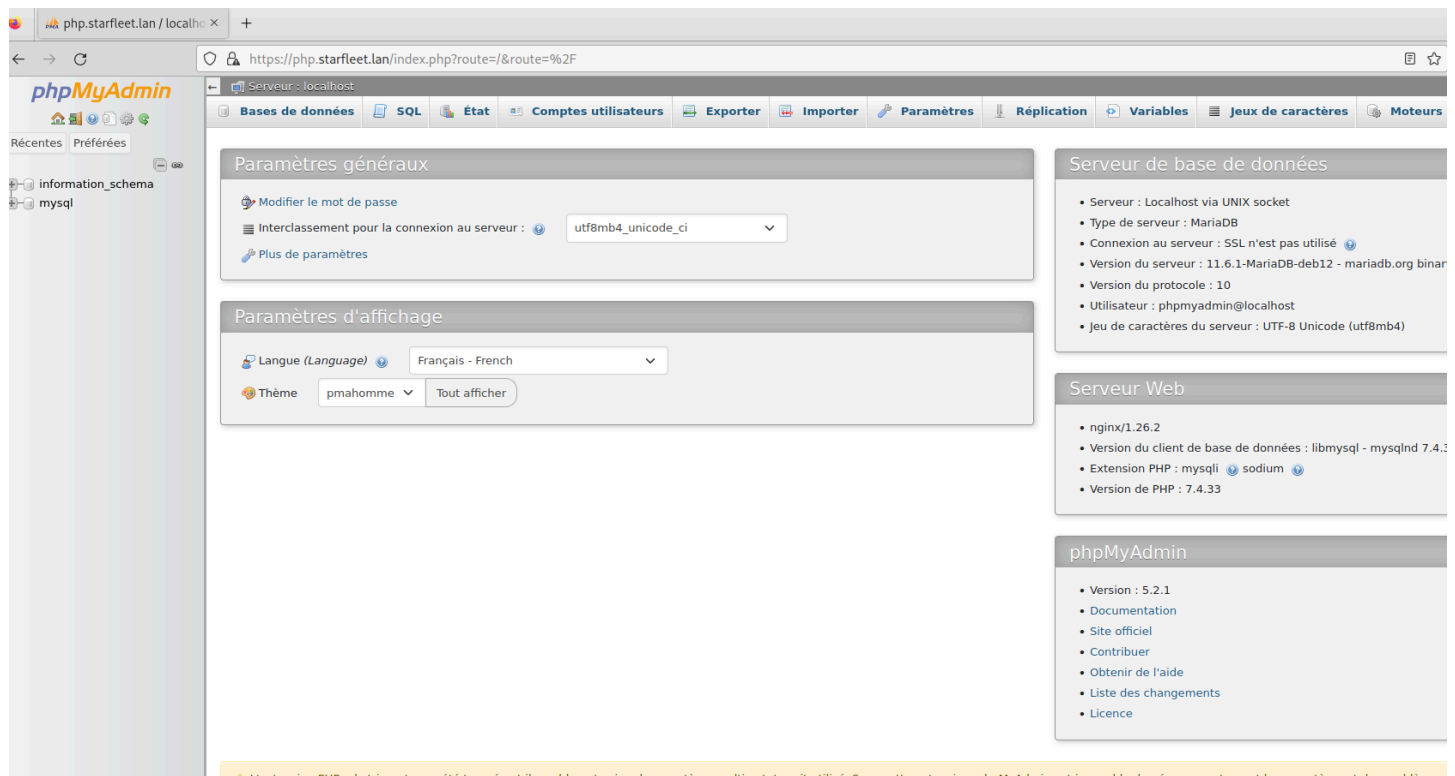 php.starfleet.lan / localho
https://php.starfleet.lan/index.php?route=/&route=%2F
phpMyAdmin
Récentes Préférées
information_schema
mysql
Serveur : localhost
Bases de données SQL État Comptes utilisateurs Exporter Importer Paramètres Réplication Variables Jeux de caractères Moteurs
Paramètres généraux
Modifier le mot de passe
Interclassement pour la connexion au serveur : utf8mb4_unicode_ci
Plus de paramètres
Paramètres d'affichage
Langue (Language) Français - French
Thème pmahomme Tout afficher
Serveur de base de données
Serveur : Localhost via UNIX socket
Type de serveur : MariaDB
Connexion au serveur : SSL n'est pas utilisé
Version du serveur : 11.6.1-MariaDB-deb12 - mariadb.org binar
Version du protocole : 10
Utilisateur : phpmyadmin@localhost
Jeu de caractères du serveur : UTF-8 Unicode (utf8mb4)
Serveur Web
nginx/1.26.2
Version du client de base de données : libmysql - mysqlnd 7.4.3
Extension PHP : mysqli sodium
Version de PHP : 7.4.33
phpMyAdmin
Version : 5.2.1
Documentation
Site officiel
Contribuer
Obtenir de l'aide
Liste des changements
Licence